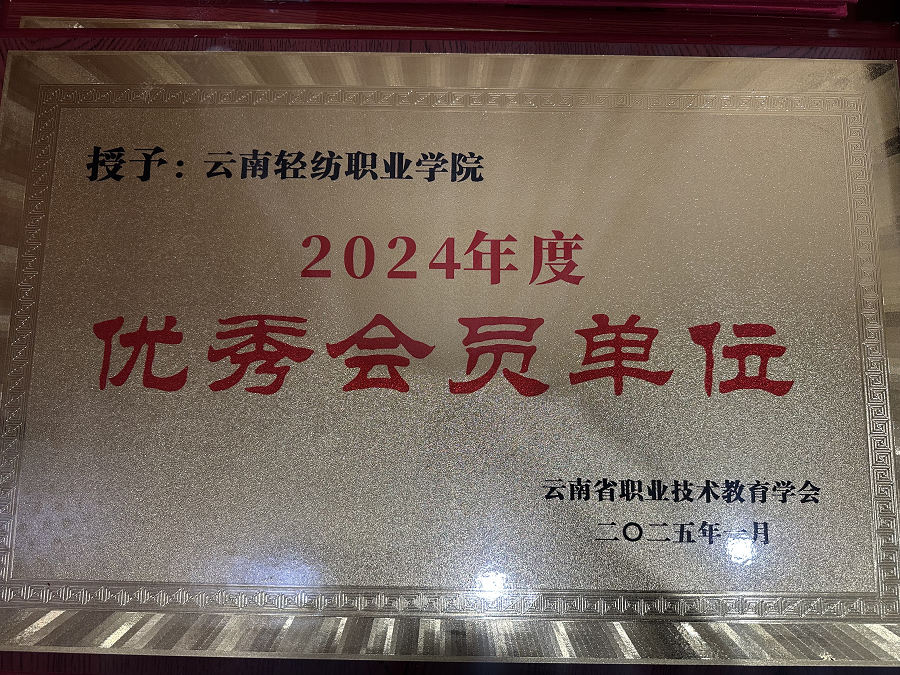 授予：云南轻纺职业学院
2024年度
优秀会员单位
云南省职业技术教育学会
二〇二五年一月